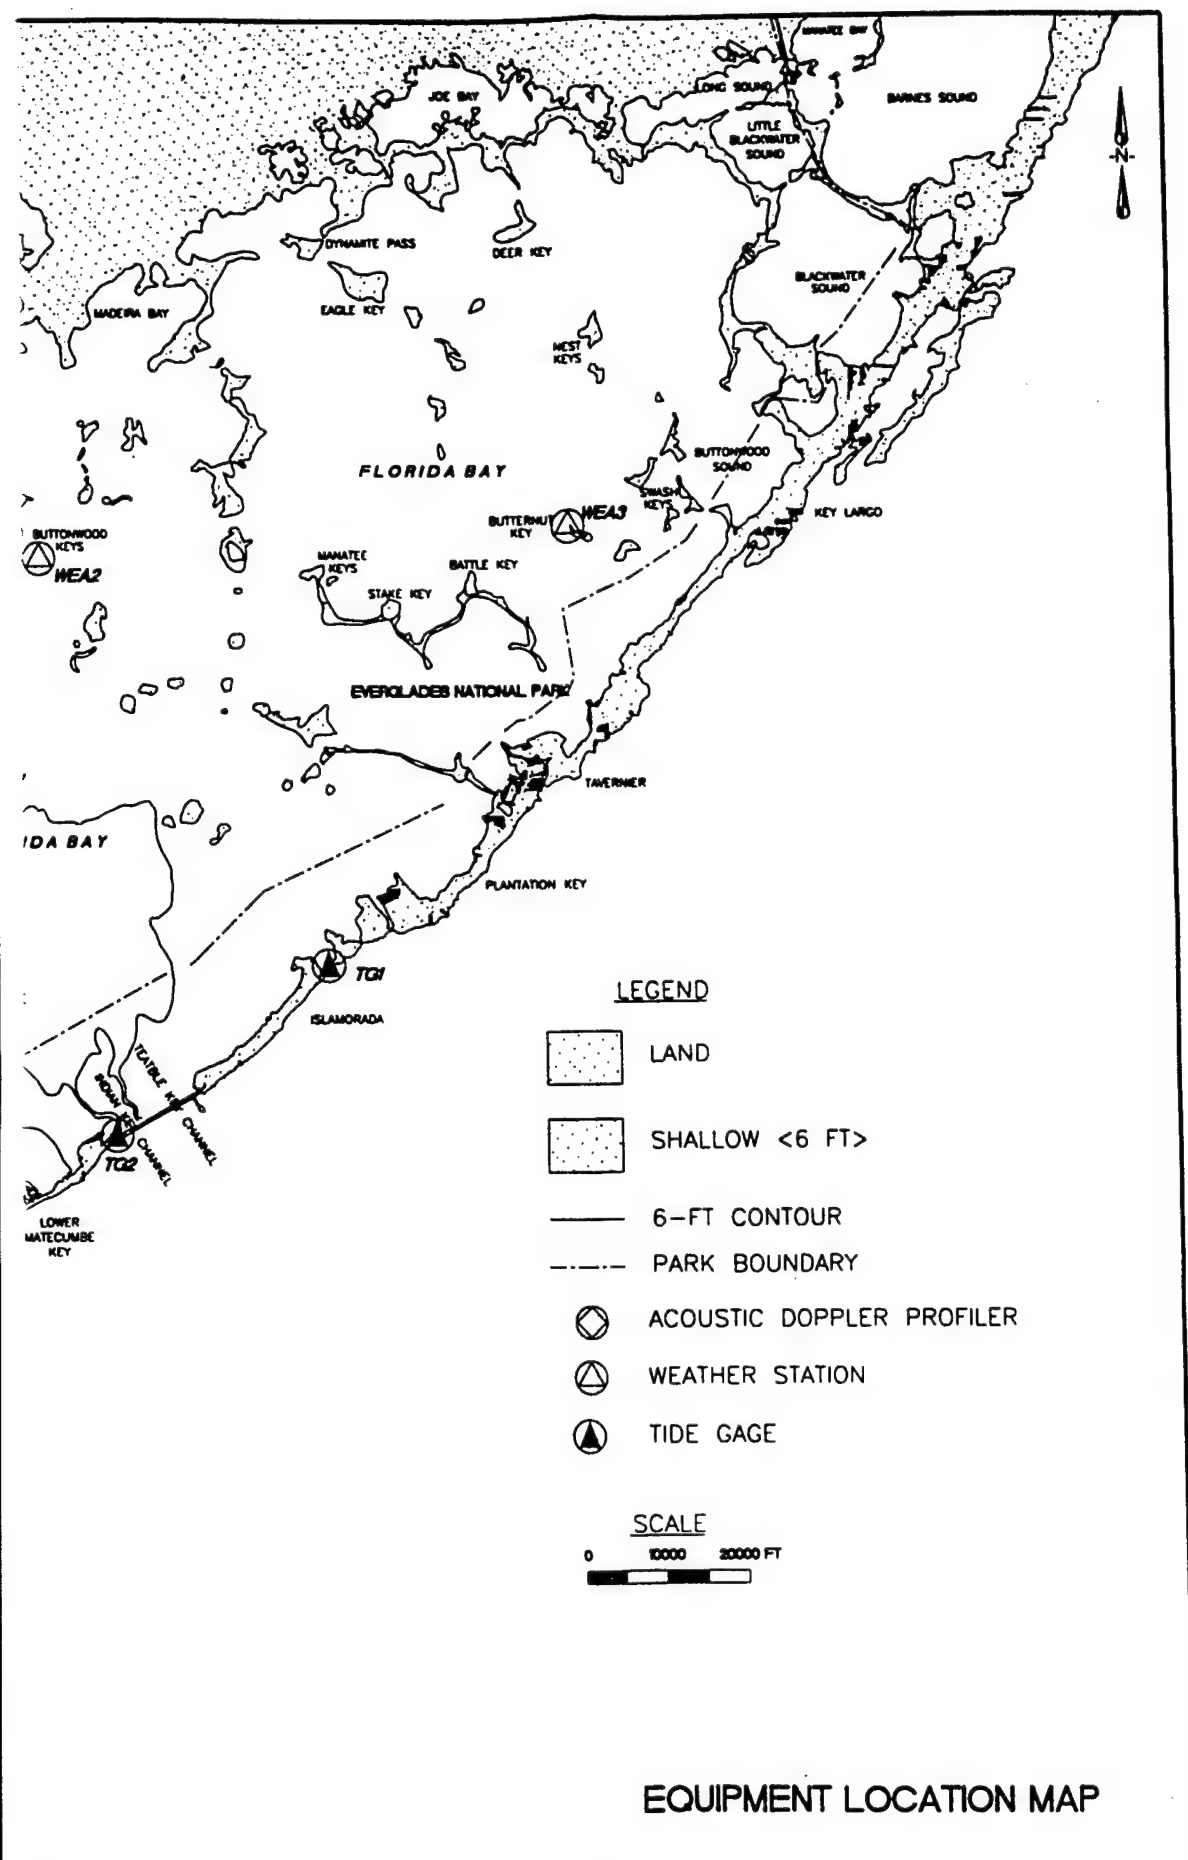 MANATEE BAY
LONG SOUND
JOE BAY
BARNES SOUND
LITTLE
BLACKWATER
SOUND
N
DYNAMITE PASS
DEER KEY
BLACKWATER
SOUND
EAGLE KEY
MADEIRA BAY
NEST
KEYS
BUTTONWOOD
SOUND
FLORIDA BAY
SWASH
KEYS
KEY LARGO
BUTTERNUT
KEY
WEA3
BUTTONWOOD
KEYS
WEA2
MANATEE
KEYS
BATTLE KEY
STAKE KEY
EVERGLADES NATIONAL PARK
TAVERNIER
IDA BAY
PLANTATION KEY
TG1
ISLAMORADA
TEATBLE KEY CHANNEL
INDIAN KEY CHANNEL
TG2
LOWER
MATECUMBE
KEY
LEGEND
LAND
SHALLOW <6 FT>
6-FT CONTOUR
PARK BOUNDARY
ACOUSTIC DOPPLER PROFILER
WEATHER STATION
TIDE GAGE
SCALE
0 10000 20000 FT
EQUIPMENT LOCATION MAP